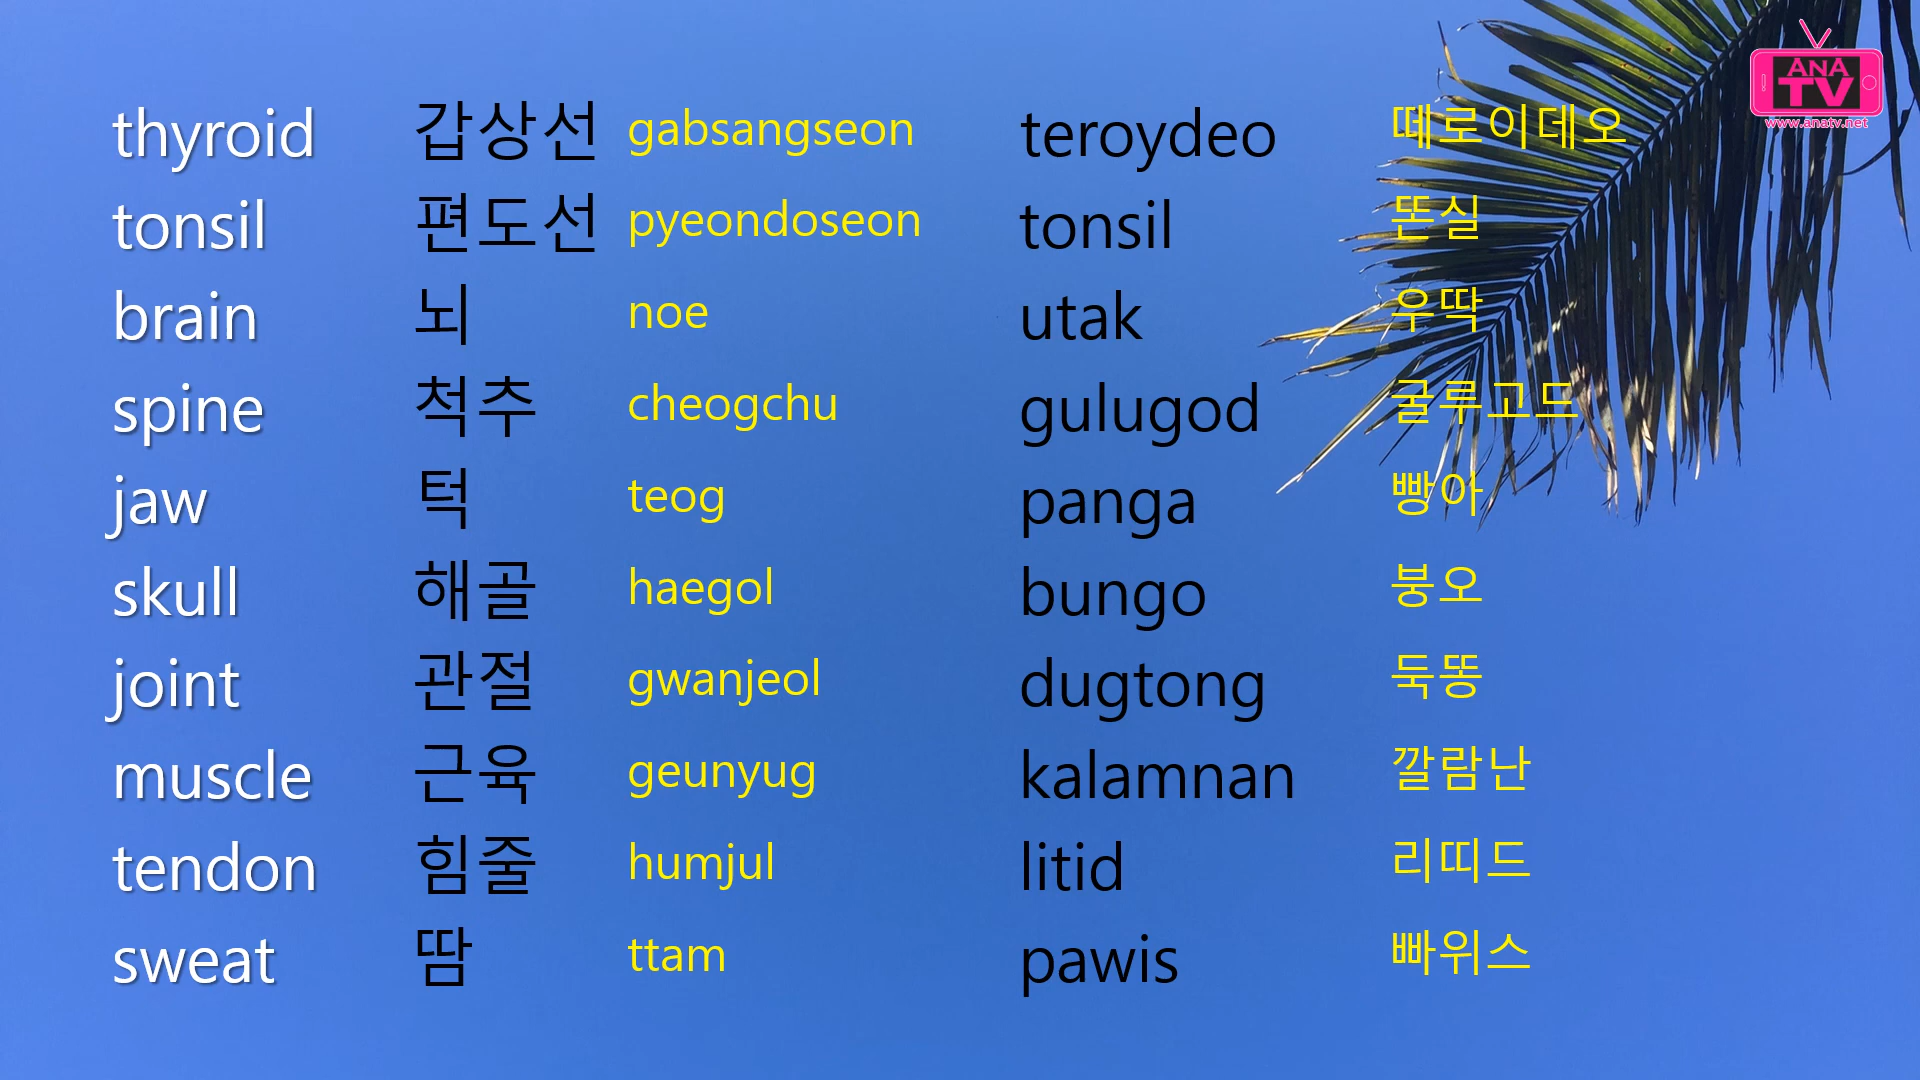 ANA
TV
www.anatv.net
thyroid 갑상선 gabsangseon teroydeo 떼로이데오
tonsil 편도선 pyeondoseon tonsil 똔실
brain 뇌 noe utak 우딱
spine 척추 cheogchu gulugod 굴루고드
jaw 턱 teog panga 빵아
skull 해골 haegol bungo 붕오
joint 관절 gwanjeol dugtong 둑똥
muscle 근육 geunyug kalamnan 깔람난
tendon 힘줄 humjul litid 리띠드
sweat 땀 ttam pawis 빠위스